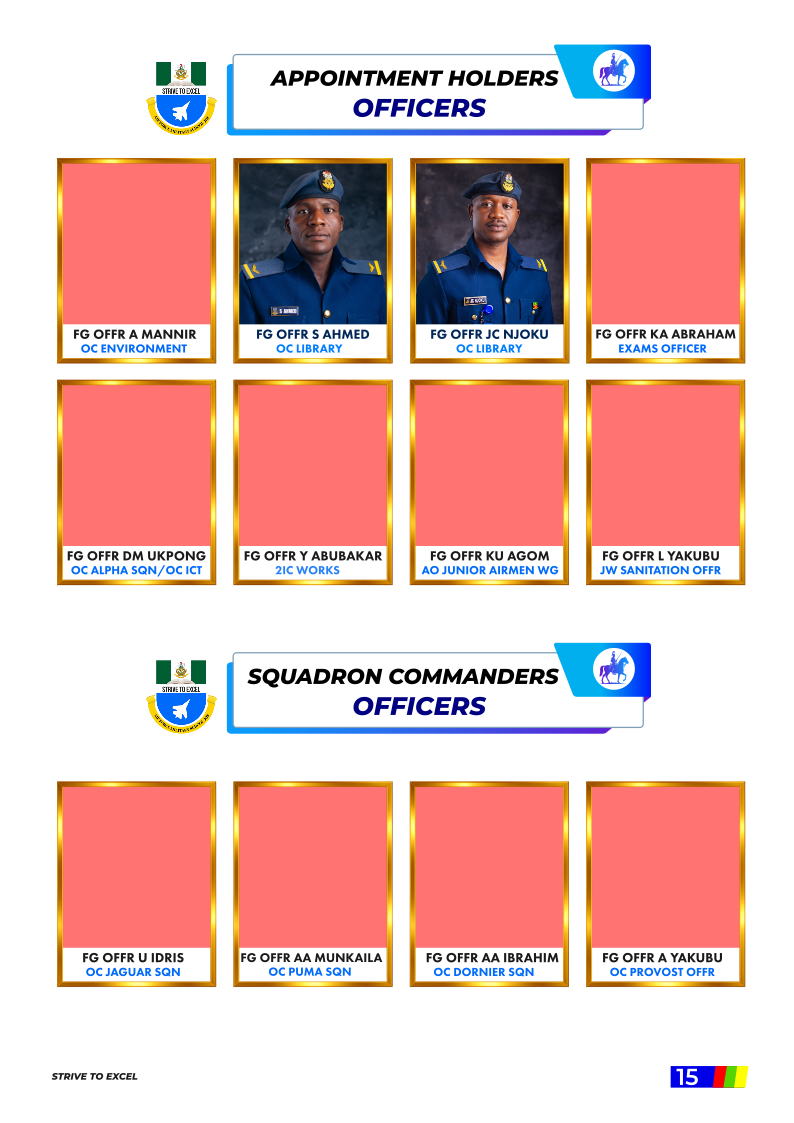 STRIVE TO EXCEL
APPOINTMENT HOLDERS
OFFICERS
S AHMED
JC NJOKU
FG OFFR A MANNIR
OC ENVIRONMENT
FG OFFR S AHMED
OC LIBRARY
FG OFFR JC NJOKU
OC LIBRARY
FG OFFR KA ABRAHAM
EXAMS OFFICER
FG OFFR DM UKPONG
OC ALPHA SQN/OC ICT
FG OFFR Y ABUBAKAR
2IC WORKS
FG OFFR KU AGOM
AO JUNIOR AIRMEN WG
FG OFFR L YAKUBU
JW SANITATION OFFR
STRIVE TO EXCEL
SQUADRON COMMANDERS
OFFICERS
FG OFFR U IDRIS
OC JAGUAR SQN
FG OFFR AA MUNKAILA
OC PUMA SQN
FG OFFR AA IBRAHIM
OC DORNIER SQN
FG OFFR A YAKUBU
OC PROVOST OFFR
STRIVE TO EXCEL
15